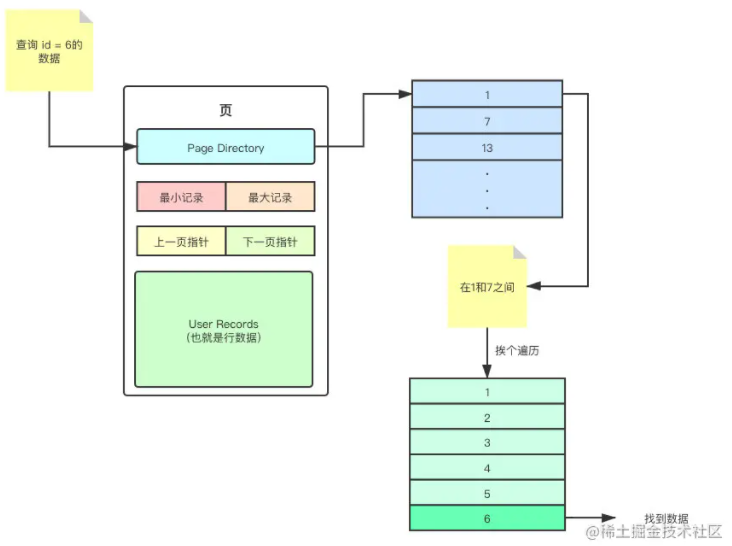 查询 id = 6的
数据
页
Page Directory
最小记录
最大记录
上一页指针
下一页指针
User Records
(也就是行数据)
1
7
13
.
.
.
在1和7之间
挨个遍历
1
2
3
4
5
6
找到数据
@稀土掘金技术社区